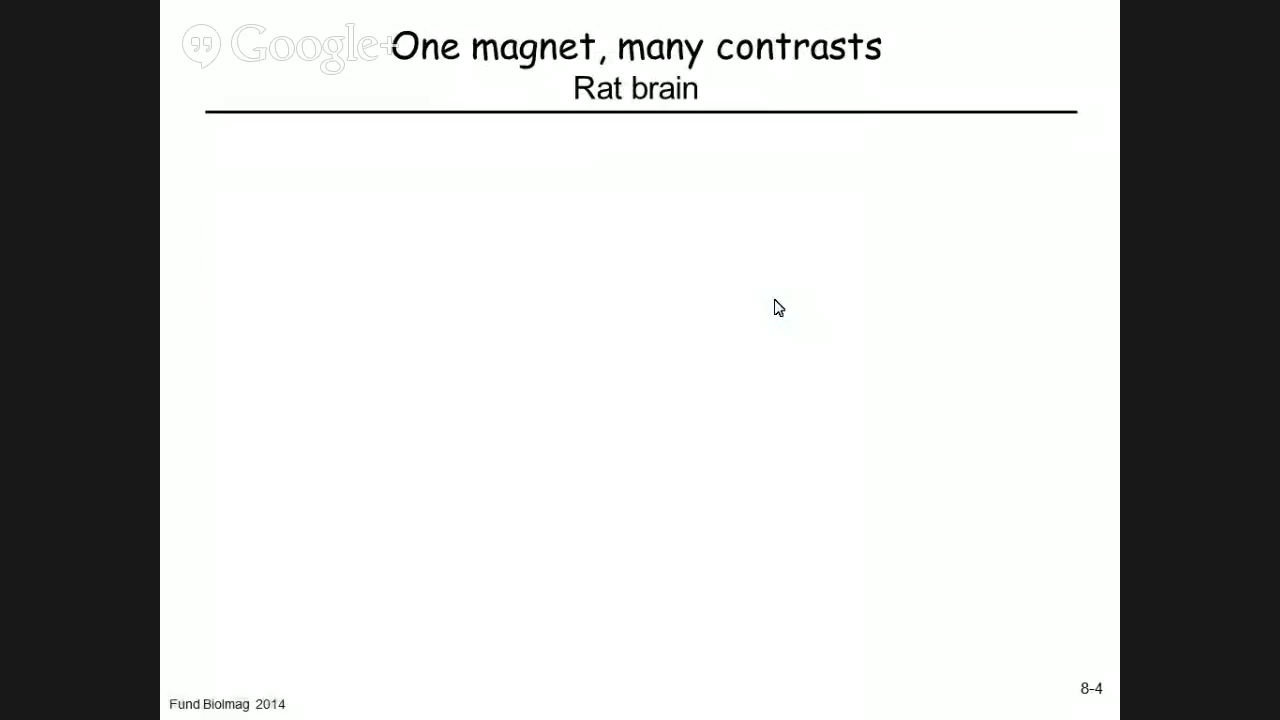 Google+
One magnet, many contrasts
Rat brain
8-4
Fund BioImag 2014